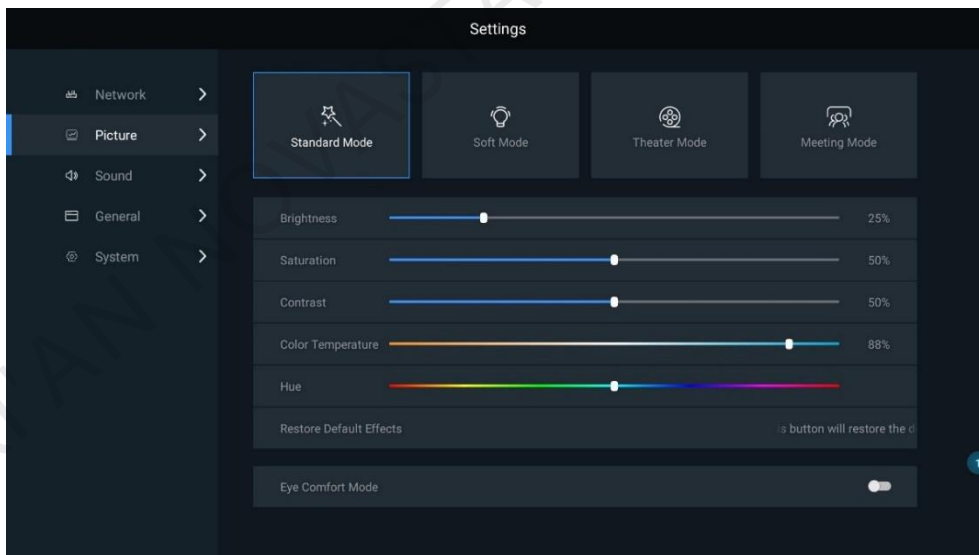 Settings
Network
Picture
Sound
General
System
Standard Mode
Soft Mode
Theater Mode
Meeting Mode
Brightness 25%
Saturation 50%
Contrast 50%
Color Temperature 88%
Hue
Restore Default Effects is button will restore the d
Eye Comfort Mode